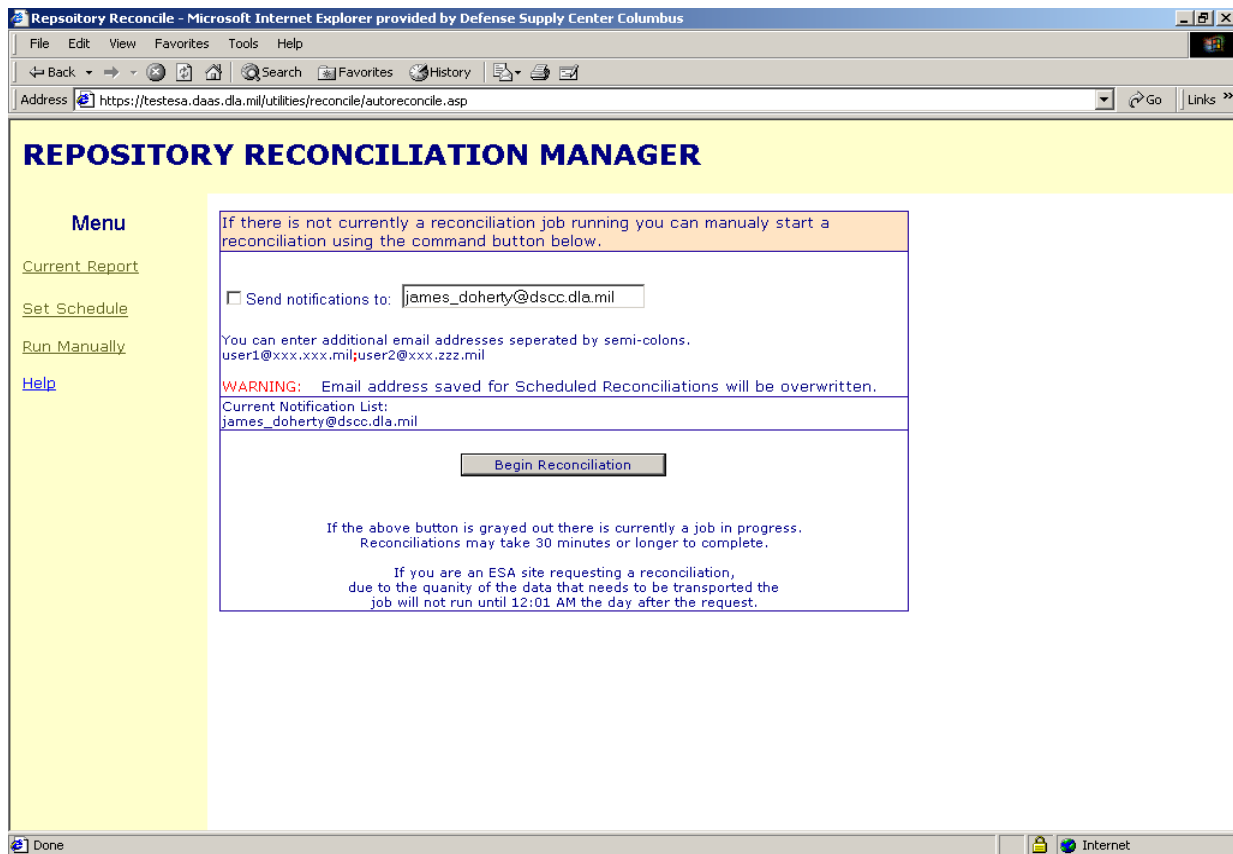 Repsoitory Reconcile - Microsoft Internet Explorer provided by Defense Supply Center Columbus
File Edit View Favorites Tools Help
Back Search Favorites History
Address https://testesa.daas.dla.mil/utilities/reconcile/autoreconcile.asp Go Links »
REPOSITORY RECONCILIATION MANAGER
Menu
Current Report
Set Schedule
Run Manually
Help
If there is not currently a reconciliation job running you can manualy start a
reconciliation using the command button below.
Send notifications to: james_doherty@dscc.dla.mil
You can enter additional email addresses seperated by semi-colons.
user1@xxx.xxx.mil;user2@xxx.zzz.mil
WARNING: Email address saved for Scheduled Reconciliations will be overwritten.
Current Notification List:
james_doherty@dscc.dla.mil
Begin Reconciliation
If the above button is grayed out there is currently a job in progress.
Reconciliations may take 30 minutes or longer to complete.
If you are an ESA site requesting a reconciliation,
due to the quanity of the data that needs to be transported the
job will not run until 12:01 AM the day after the request.
Done Internet